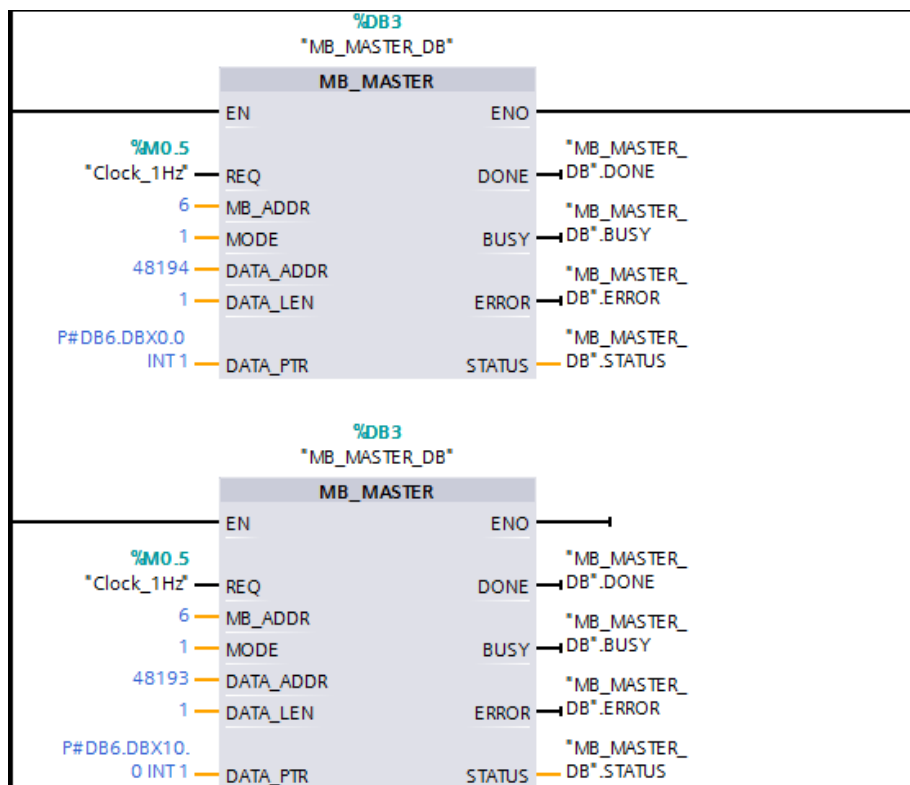 %DB3
"MB_MASTER_DB"
MB_MASTER
EN ENO
%M0.5
"Clock_1Hz" REQ DONE "MB_MASTER_
DB".DONE
6 MB_ADDR
1 MODE BUSY "MB_MASTER_
DB".BUSY
48194 DATA_ADDR
1 DATA_LEN ERROR "MB_MASTER_
DB".ERROR
P#DB6.DBX0.0
INT 1 DATA_PTR STATUS "MB_MASTER_
DB".STATUS
%DB3
"MB_MASTER_DB"
MB_MASTER
EN ENO
%M0.5
"Clock_1Hz" REQ DONE "MB_MASTER_
DB".DONE
6 MB_ADDR
1 MODE BUSY "MB_MASTER_
DB".BUSY
48193 DATA_ADDR
1 DATA_LEN ERROR "MB_MASTER_
DB".ERROR
P#DB6.DBX10.
0 INT 1 DATA_PTR STATUS "MB_MASTER_
DB".STATUS